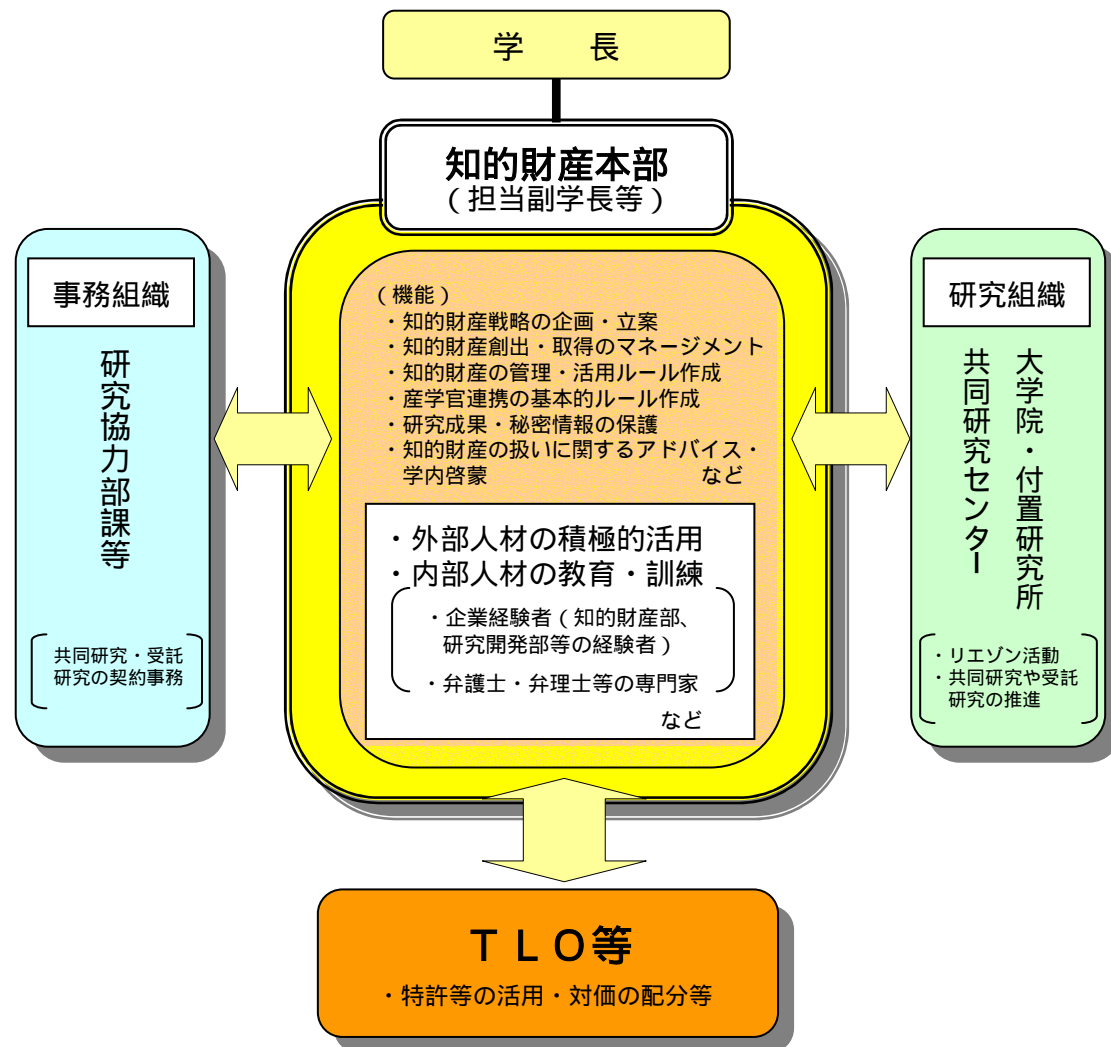 学　　長
知的財産本部
（担当副学長等）
事務組織
研究協力部課等
共同研究・受託
研究の契約事務
（機能）
・知的財産戦略の企画・立案
・知的財産創出・取得のマネージメント
・知的財産の管理・活用ルール作成
・産学官連携の基本的ルール作成
・研究成果・秘密情報の保護
・知的財産の扱いに関するアドバイス・
学内啓蒙　　　　　　　　　　など
・外部人材の積極的活用
・内部人材の教育・訓練
・企業経験者（知的財産部、
研究開発部等の経験者）
・弁護士・弁理士等の専門家
など
研究組織
大学院・付置研究所
共同研究センター
・リエゾン活動
・共同研究や受託
研究の推進
ＴＬＯ等
・特許等の活用・対価の配分等